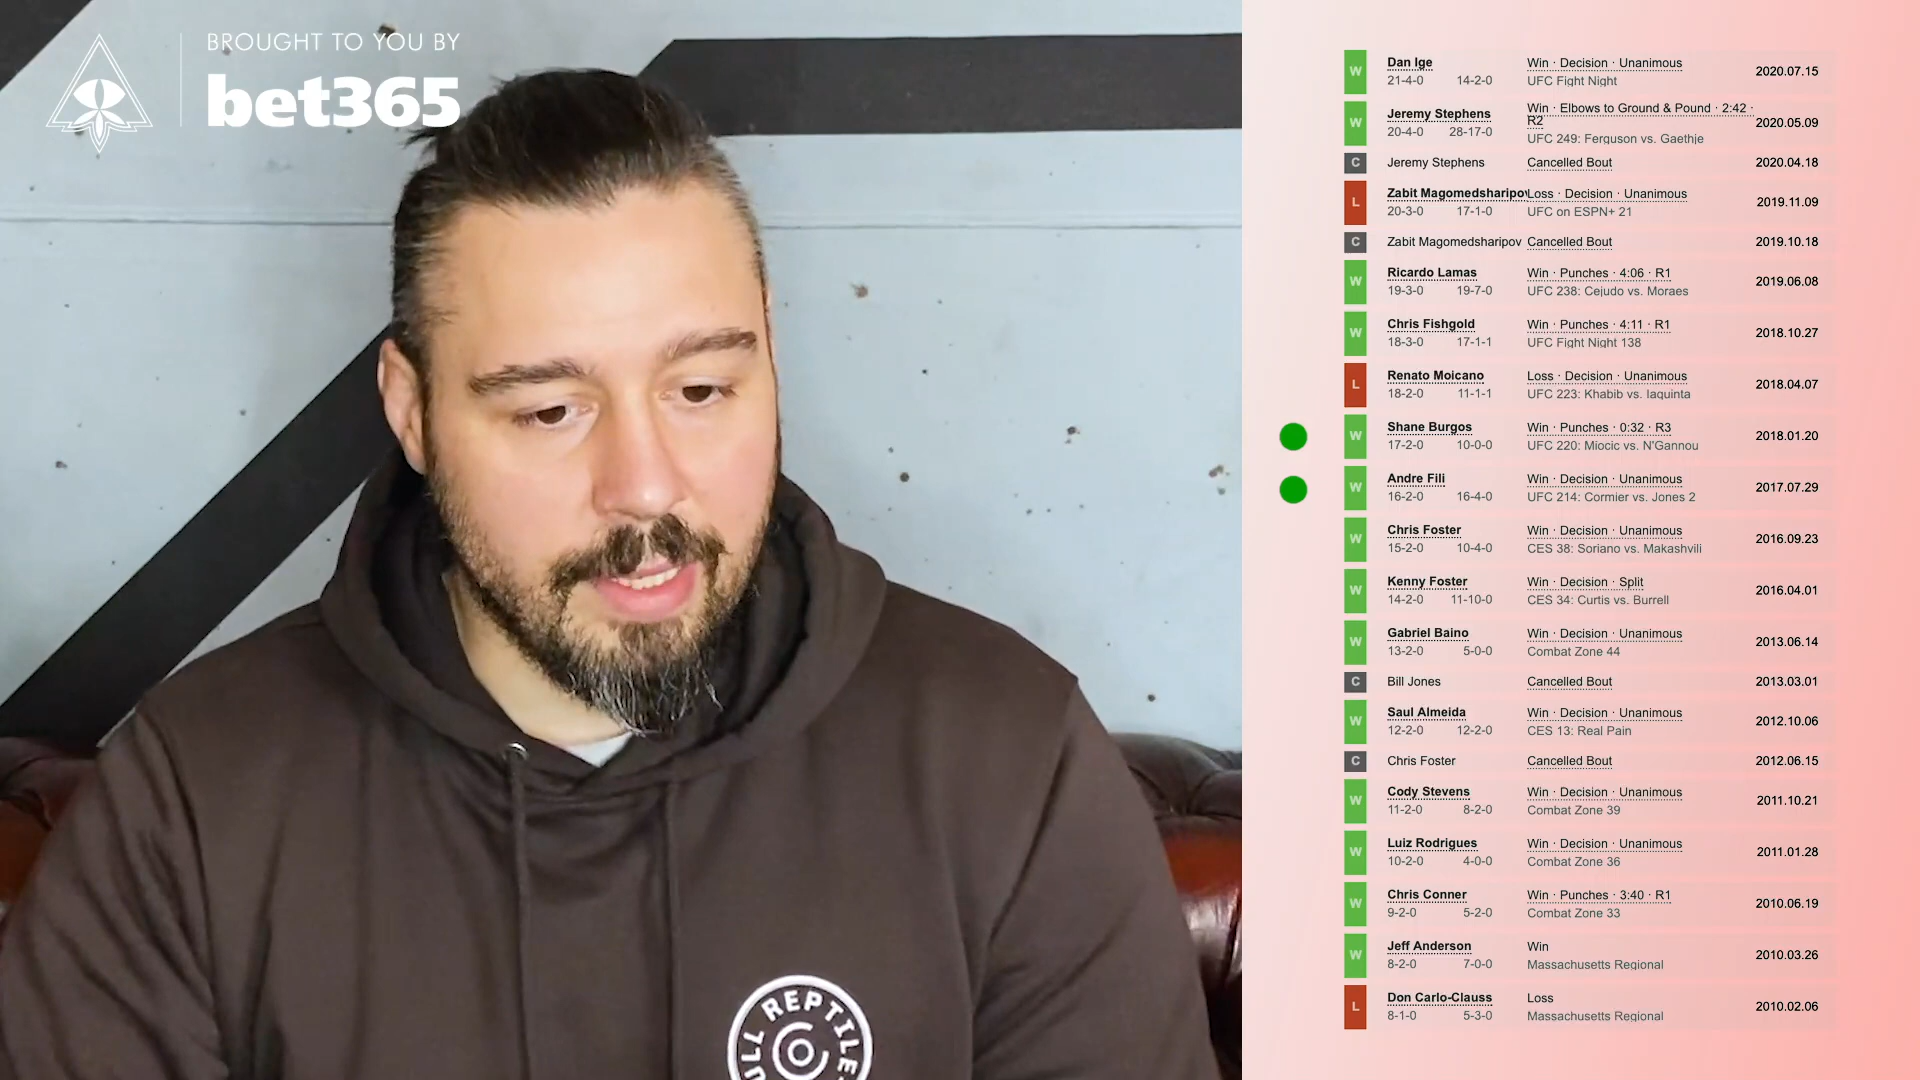 BROUGHT TO YOU BY
bet365
ULL REPTILE
W
Dan Ige
Win · Decision · Unanimous
21-4-0 14-2-0
UFC Fight Night
2020.07.15
W
Jeremy Stephens
Win · Elbows to Ground & Pound · 2:42 ·
R2
20-4-0 28-17-0
UFC 249: Ferguson vs. Gaethje
2020.05.09
C
Jeremy Stephens
Cancelled Bout
2020.04.18
L
Zabit Magomedsharipov
Loss · Decision · Unanimous
20-3-0 17-1-0
UFC on ESPN+ 21
2019.11.09
C
Zabit Magomedsharipov
Cancelled Bout
2019.10.18
W
Ricardo Lamas
Win · Punches · 4:06 · R1
19-3-0 19-7-0
UFC 238: Cejudo vs. Moraes
2019.06.08
W
Chris Fishgold
Win · Punches · 4:11 · R1
18-3-0 17-1-1
UFC Fight Night 138
2018.10.27
L
Renato Moicano
Loss · Decision · Unanimous
18-2-0 11-1-1
UFC 223: Khabib vs. Iaquinta
2018.04.07
W
Shane Burgos
Win · Punches · 0:32 · R3
17-2-0 10-0-0
UFC 220: Miocic vs. N'Gannou
2018.01.20
W
Andre Fili
Win · Decision · Unanimous
16-2-0 16-4-0
UFC 214: Cormier vs. Jones 2
2017.07.29
W
Chris Foster
Win · Decision · Unanimous
15-2-0 10-4-0
CES 38: Soriano vs. Makashvili
2016.09.23
W
Kenny Foster
Win · Decision · Split
14-2-0 11-10-0
CES 34: Curtis vs. Burrell
2016.04.01
W
Gabriel Baino
Win · Decision · Unanimous
13-2-0 5-0-0
Combat Zone 44
2013.06.14
C
Bill Jones
Cancelled Bout
2013.03.01
W
Saul Almeida
Win · Decision · Unanimous
12-2-0 12-2-0
CES 13: Real Pain
2012.10.06
C
Chris Foster
Cancelled Bout
2012.06.15
W
Cody Stevens
Win · Decision · Unanimous
11-2-0 8-2-0
Combat Zone 39
2011.10.21
W
Luiz Rodrigues
Win · Decision · Unanimous
10-2-0 4-0-0
Combat Zone 36
2011.01.28
W
Chris Conner
Win · Punches · 3:40 · R1
9-2-0 5-2-0
Combat Zone 33
2010.06.19
W
Jeff Anderson
Win
8-2-0 7-0-0
Massachusetts Regional
2010.03.26
L
Don Carlo-Clauss
Loss
8-1-0 5-3-0
Massachusetts Regional
2010.02.06